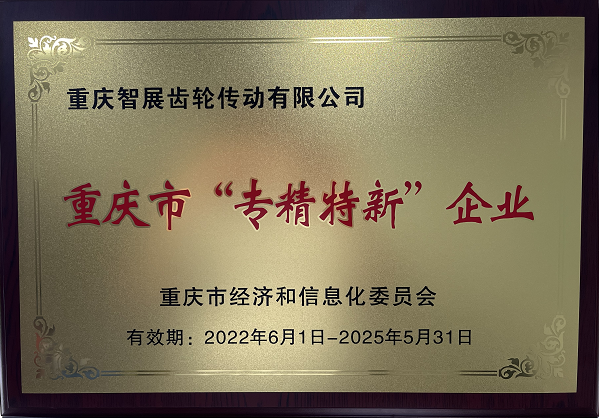 重庆智展齿轮传动有限公司
重庆市“专精特新”企业
重庆市经济和信息化委员会
有效期：2022年6月1日-2025年5月31日